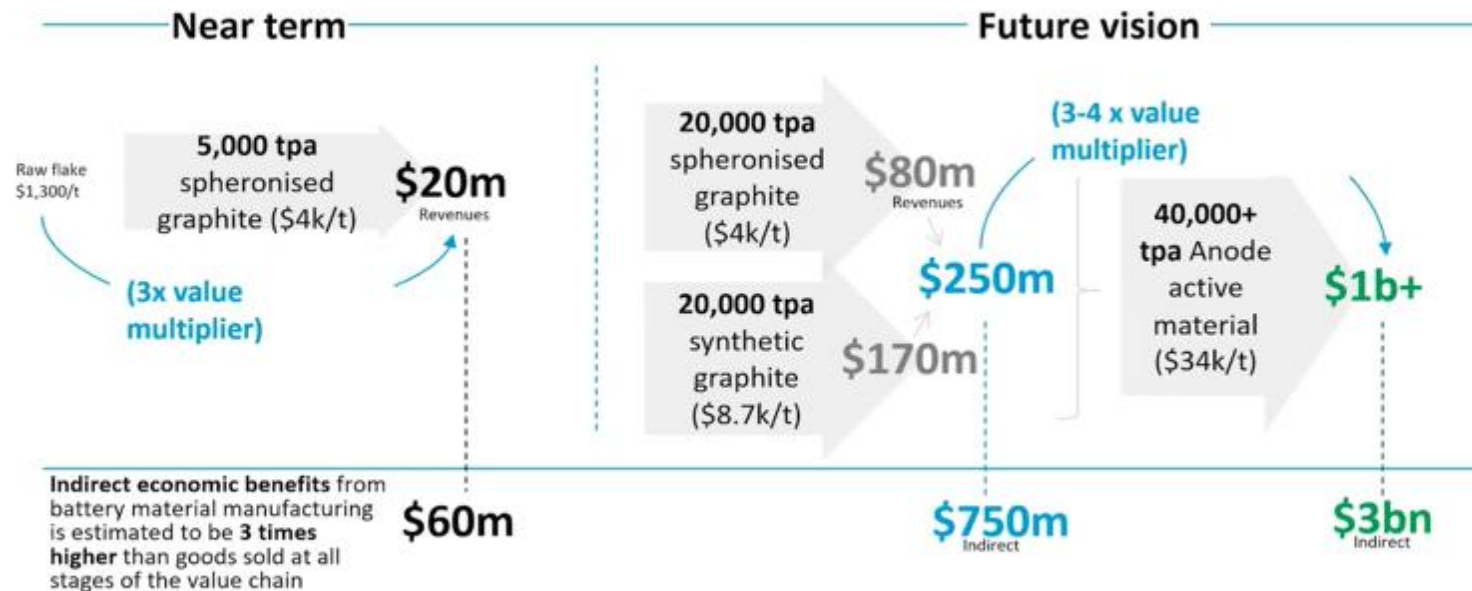 Near term
Future vision
Raw flake
$1,300/t
5,000 tpa
spheronised
graphite ($4k/t)
$20m
Revenues
(3x value
multiplier)
20,000 tpa
spheronised
graphite
($4k/t)
$80m
Revenues
20,000 tpa
synthetic
graphite
($8.7k/t)
$170m
$250m
(3-4 x value
multiplier)
40,000+
tpa Anode
active
material
($34k/t)
$1b+
Indirect economic benefits from
battery material manufacturing
is estimated to be 3 times
higher than goods sold at all
stages of the value chain
$60m
$750m
Indirect
$3bn
Indirect